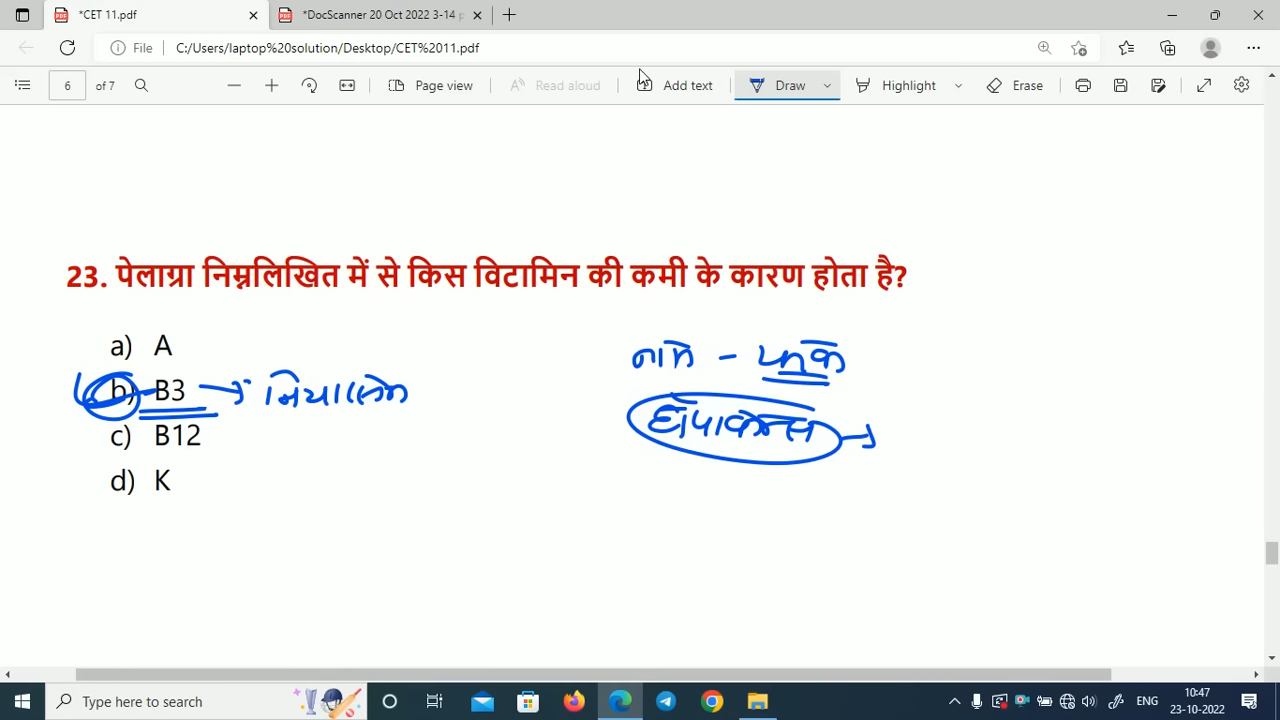 *CET 11.pdf
*DocScanner 20 Oct 2022 3-14 p
File
C:/Users/laptop%20solution/Desktop/CET%2011.pdf
6 of 7
Page view
Read aloud
Add text
Draw
Highlight
Erase
23. पेलाग्रा निम्नलिखित में से किस विटामिन की कमी के कारण होता है?
a) A
b) B3
c) B12
d) K
नाम - फन्क
Type here to search
ENG
10:47
23-10-2022